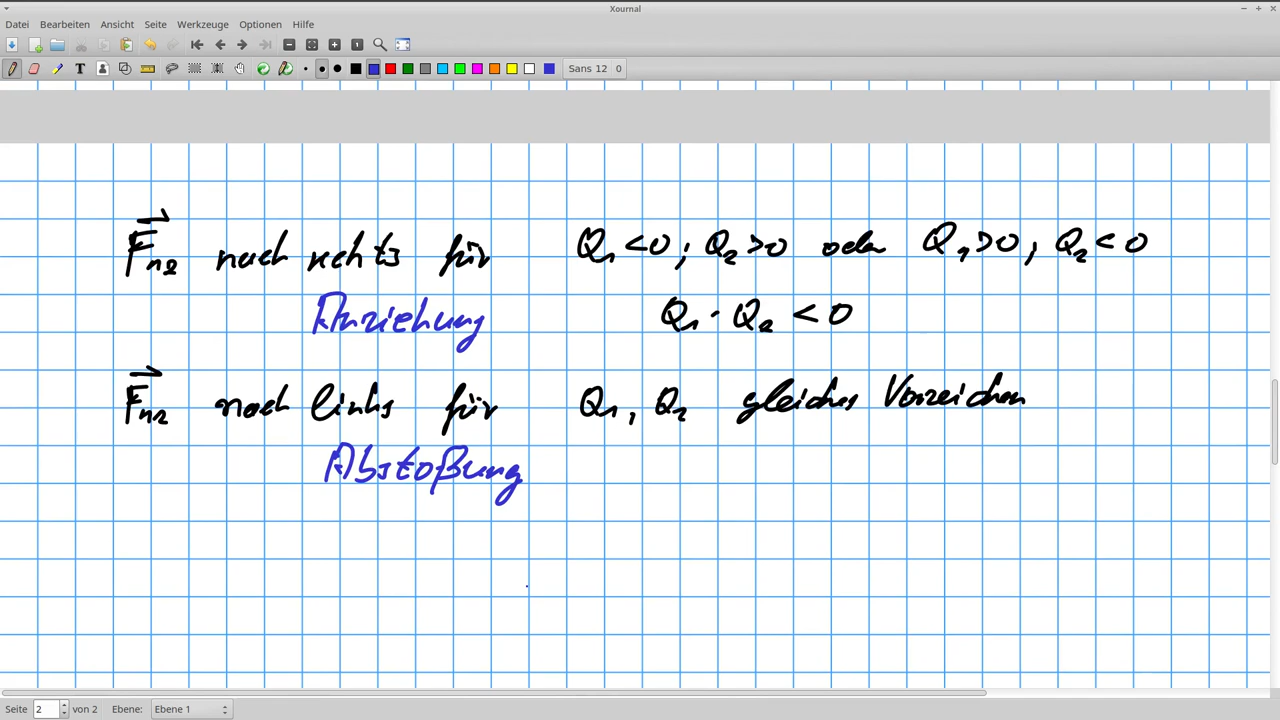 Xournal
Datei Bearbeiten Ansicht Seite Werkzeuge Optionen Hilfe
Sans 12 0
F⃗₁₂ nach rechts für Q₁ <0 ; Q₂ >0 oder Q₁ >0 ; Q₂ < 0
Anziehung Q₁ · Q₂ < 0
F⃗₁₂ nach links für Q₁ , Q₂ gleiches Vorzeichen
Abstoßung
Seite 2 von 2 Ebene: Ebene 1